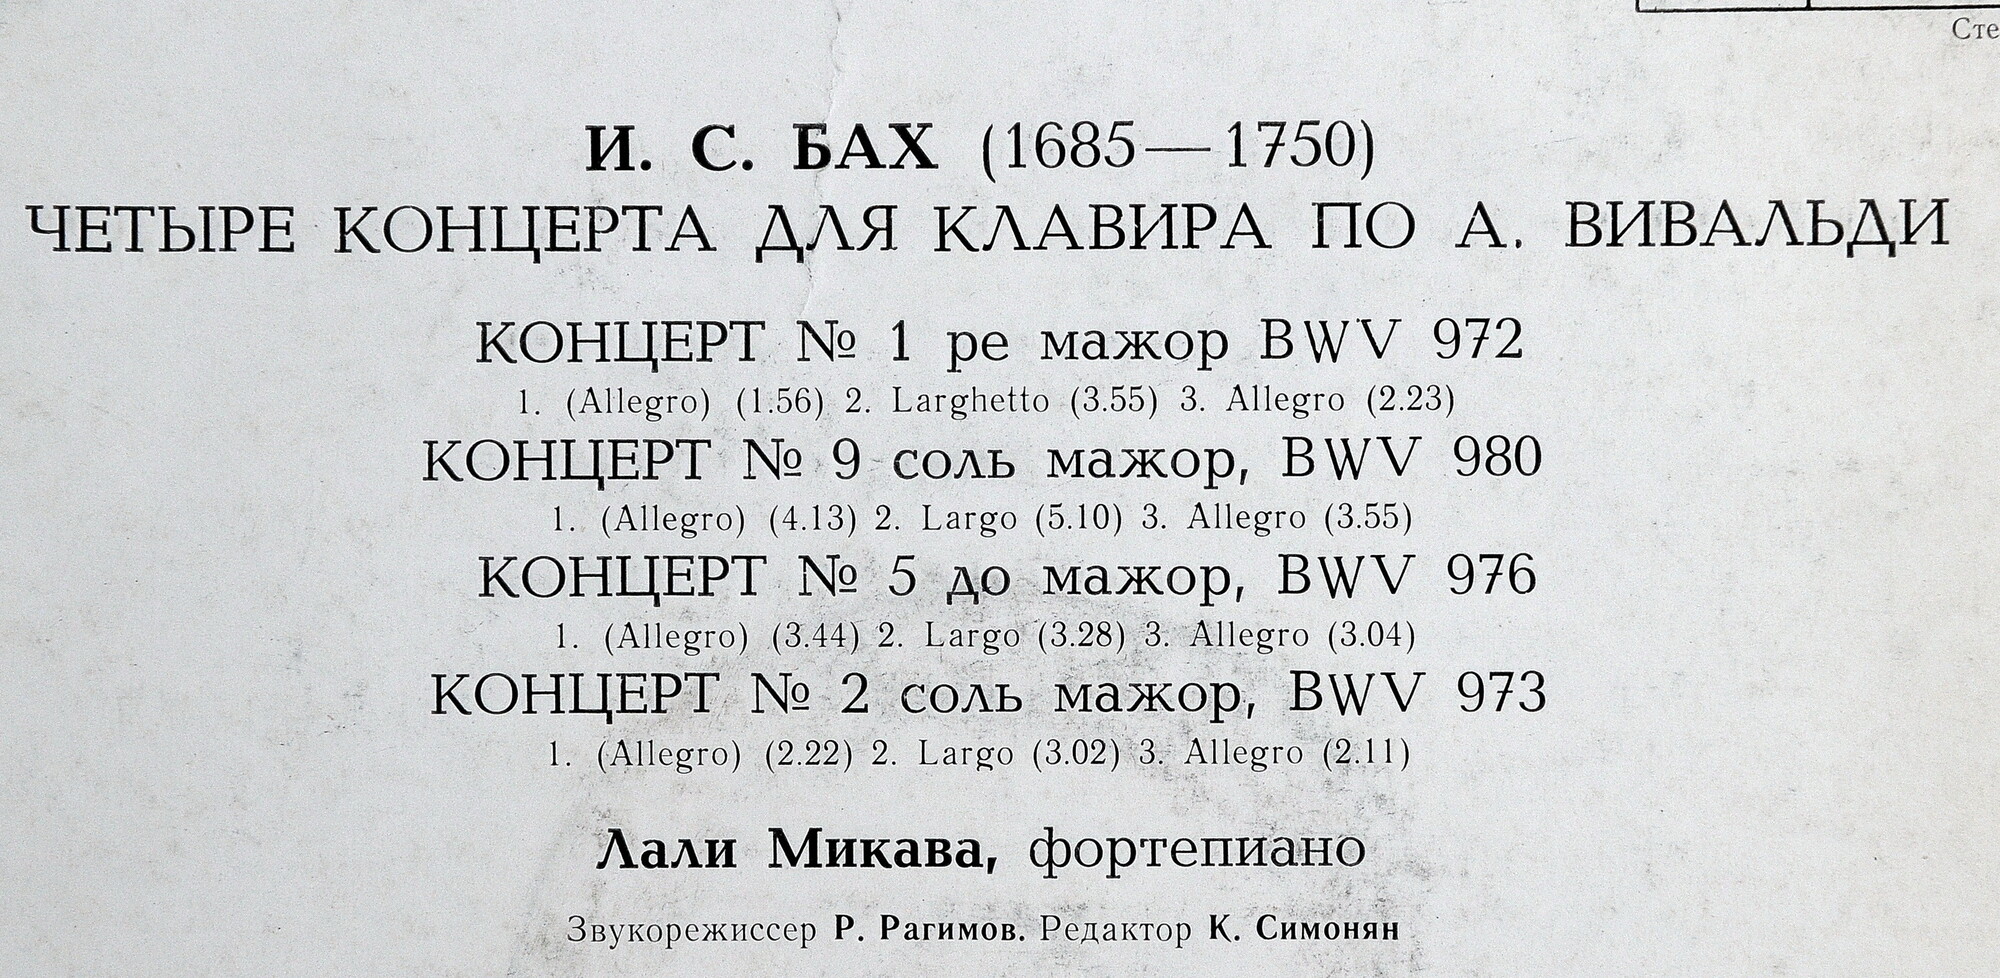 Сте
И. С. БАХ (1685—1750)
ЧЕТЫРЕ КОНЦЕРТА ДЛЯ КЛАВИРА ПО А. ВИВАЛЬДИ
КОНЦЕРТ № 1 ре мажор BWV 972
1. (Allegro) (1.56) 2. Larghetto (3.55) 3. Allegro (2.23)
КОНЦЕРТ № 9 соль мажор, BWV 980
1. (Allegro) (4.13) 2. Largo (5.10) 3. Allegro (3.55)
КОНЦЕРТ № 5 до мажор, BWV 976
1. (Allegro) (3.44) 2. Largo (3.28) 3. Allegro (3.04)
КОНЦЕРТ № 2 соль мажор, BWV 973
1. (Allegro) (2.22) 2. Largo (3.02) 3. Allegro (2.11)
Лали Микава, фортепиано
Звукорежиссер Р. Рагимов. Редактор К. Симонян